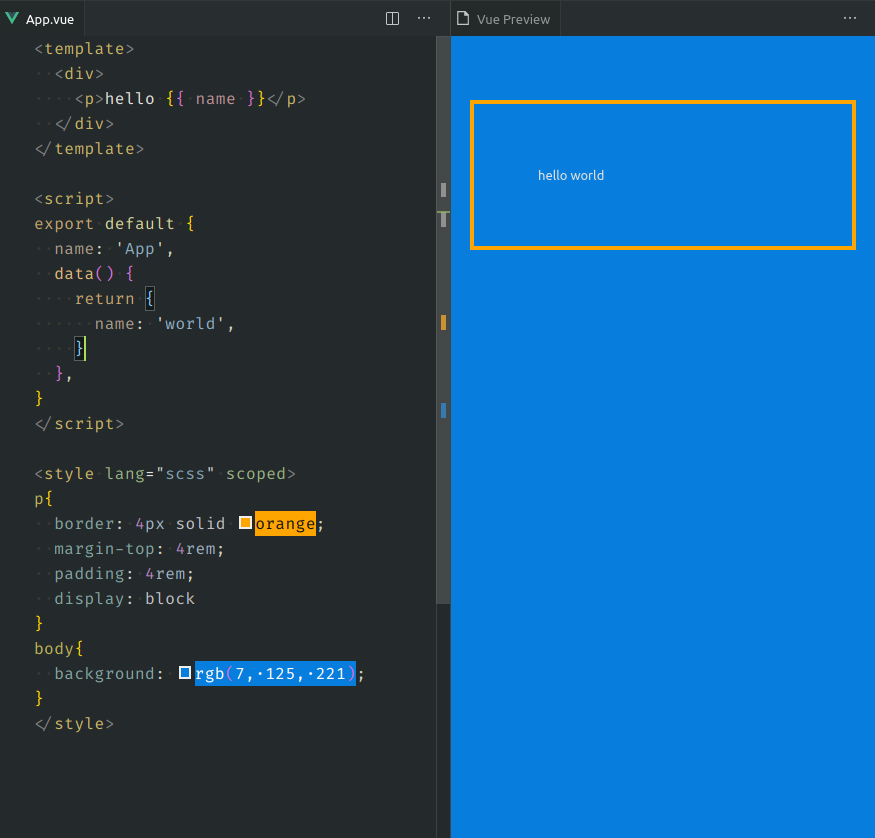 App.vue
<template>
  <div>
    <p>hello {{ name }}</p>
  </div>
</template>

<script>
export default {
  name: 'App',
  data() {
    return {
      name: 'world',
    }
  },
}
</script>

<style lang="scss" scoped>
p{
  border: 4px solid orange;
  margin-top: 4rem;
  padding: 4rem;
  display: block
}
body{
  background: rgb(7, 125, 221);
}
</style>
Vue Preview
hello world